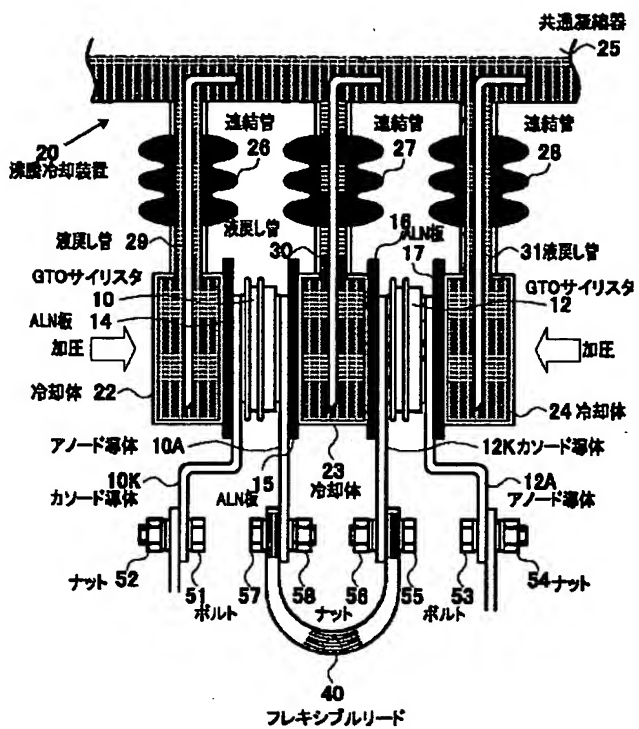 共通凝縮器
25
連結管 連結管 連結管
20 26 27 28
沸騰冷却装置
液戻し管 29 液戻し管 30 16 ALN板 31 液戻し管
GTOサイリスタ 17 GTOサイリスタ
10 12
ALN板
14
加圧 加圧
冷却体 22 24 冷却体
アノード導体 10A 12Kカソード導体
10K 15 23 12A
カソード導体 ALN板 冷却体 アノード導体
52 51 57 58 56 55 53 54
ナット ボルト ナット ボルト ナット
40
フレキシブルリード